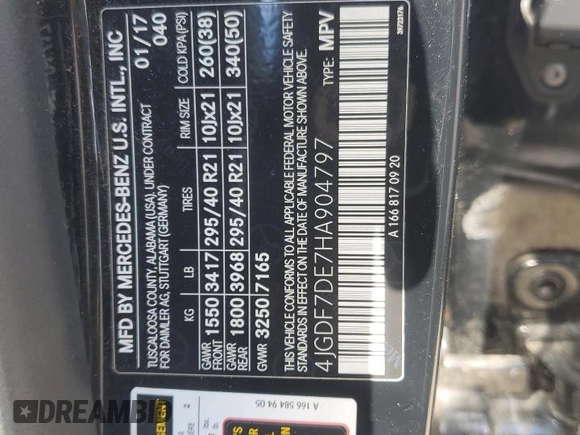 MFD BY MERCEDES-BENZ U.S. INTL., INC
TUSCALOOSA COUNTY, ALABAMA (USA), UNDER CONTRACT
FOR DAIMLER AG, STUTTGART (GERMANY)
01/17
040
KG LB TIRES RIM SIZE COLD KPA (PSI)
GAWR FRONT 1550 3417 295/40 R21 10Jx21 260(38)
GAWR REAR 1800 3968 295/40 R21 10Jx21 340(50)
GVWR 3250 7165
THIS VEHICLE CONFORMS TO ALL APPLICABLE FEDERAL MOTOR VEHICLE SAFETY
STANDARDS IN EFFECT ON THE DATE OF MANUFACTURE SHOWN ABOVE.
4JGDF7DE7HA904797
TYPE: MPV
A 166 817 09 20
39723176
A 166 584 94 05
DREAMBID